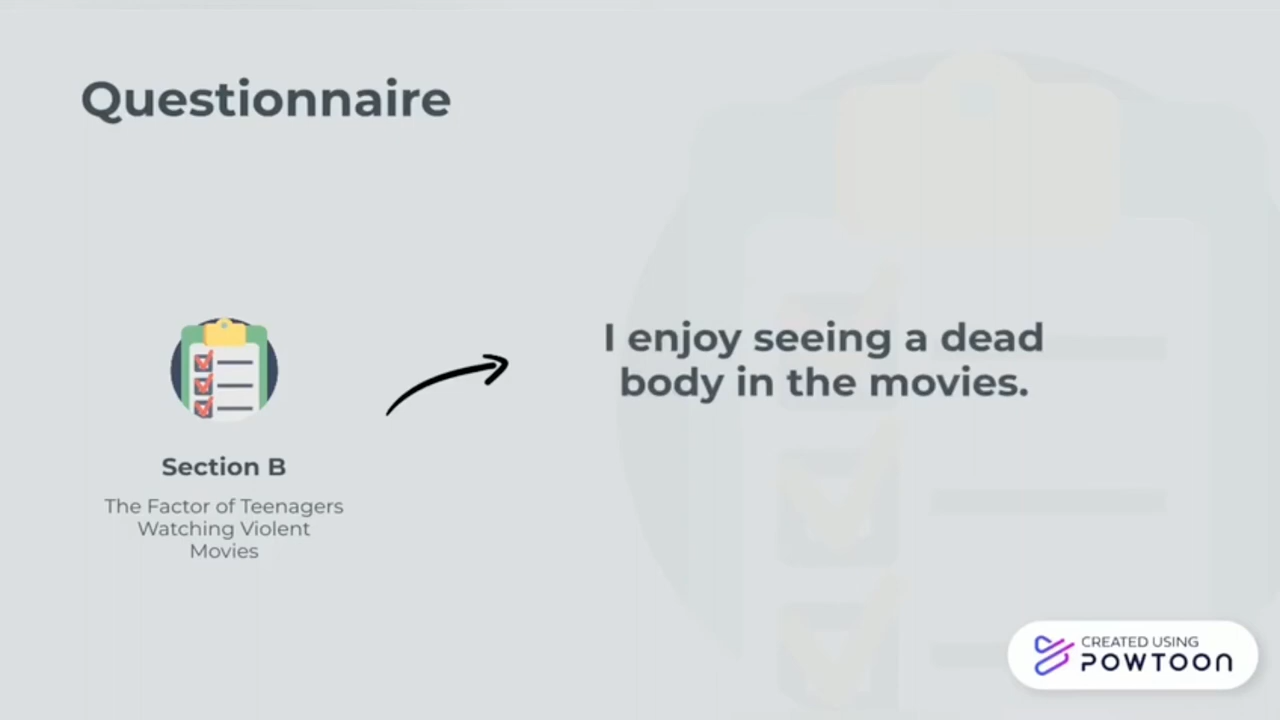 Questionnaire
I enjoy seeing a dead
body in the movies.
Section B
The Factor of Teenagers
Watching Violent
Movies
CREATED USING
POWTOON